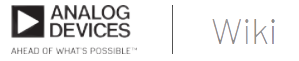 ANALOG
DEVICES
AHEAD OF WHAT'S POSSIBLE™
Wiki